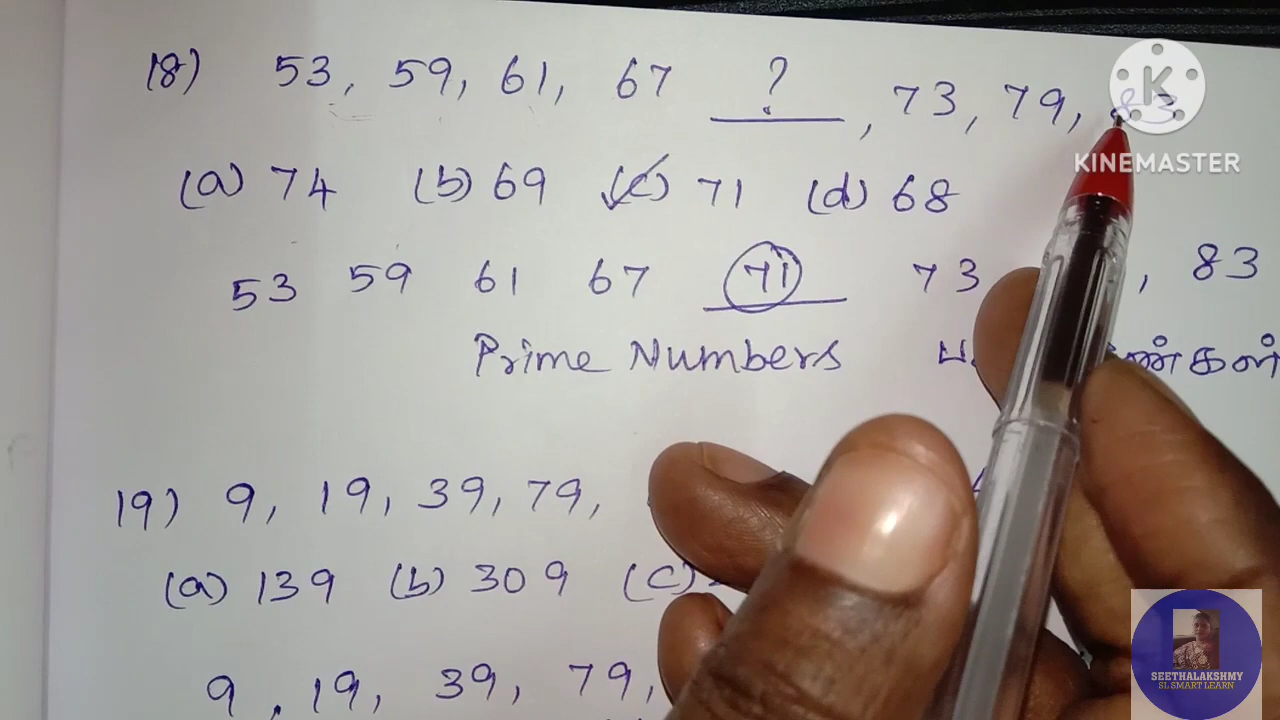 18) 53, 59, 61, 67 ?, 73, 79, 83
KINEMASTER
(a) 74 (b) 69 (c) 71 (d) 68
53 59 61 67 71 73 , 83
Prime Numbers
19) 9, 19, 39, 79,
(a) 139 (b) 309 (c)
9, 19, 39, 79,
SEETHALAKSHMY
SL SMART LEARN